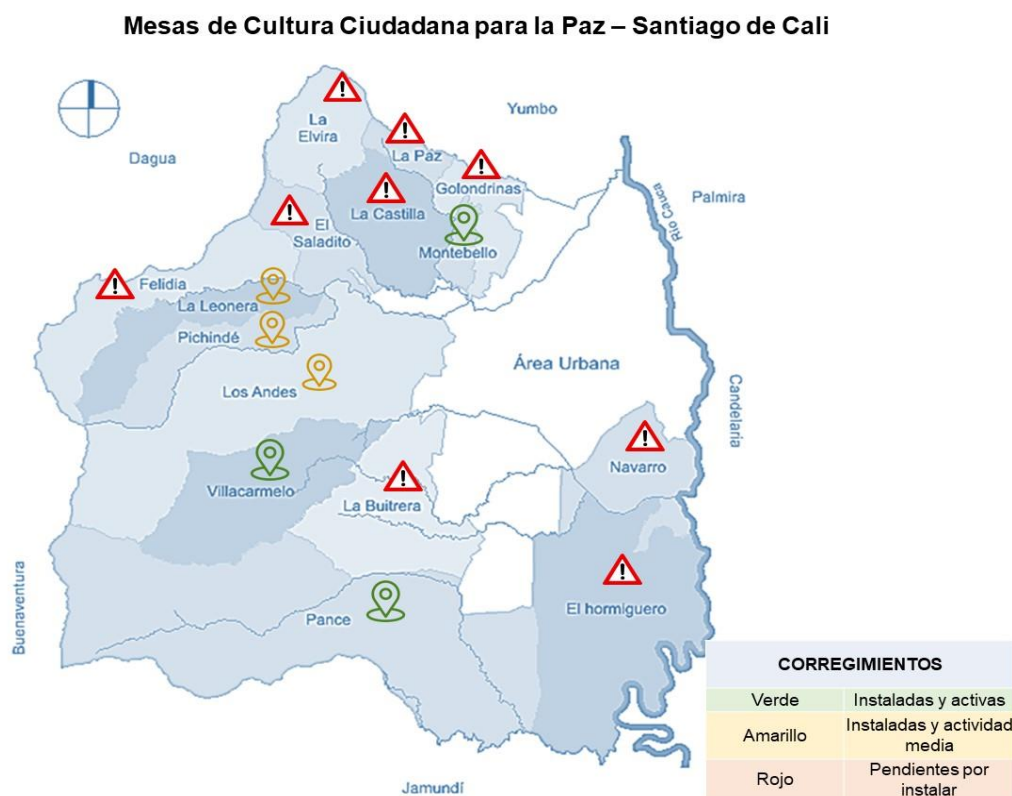 Mesas de Cultura Ciudadana para la Paz – Santiago de Cali
Yumbo
La
Elvira
Dagua
La Paz
Golondrinas
Palmira
Río Cauca
La Castilla
El
Saladito
Montebello
Felidia
La Leonera
Pichindé
Área Urbana
Los Andes
Candelaria
Navarro
Villacarmelo
La Buitrera
Buenaventura
El hormiguero
Pance
CORREGIMIENTOS
Verde Instaladas y activas
Amarillo Instaladas y actividad
media
Rojo Pendientes por
instalar
Jamundí